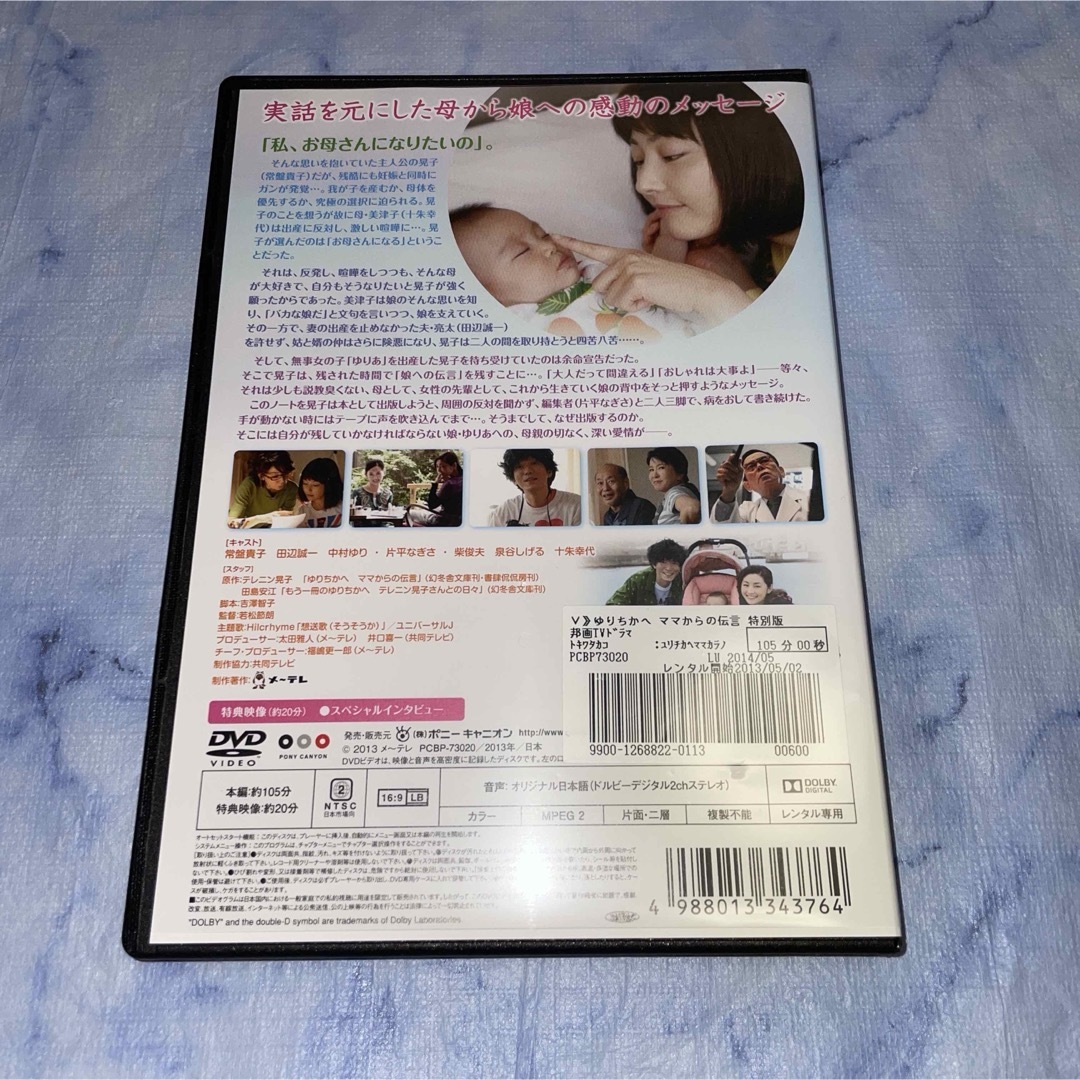 実話を元にした母から娘への感動のメッセージ
「私、お母さんになりたいの」。
そんな思いを抱いていた主人公の晃子
(常盤貴子)だが、残酷にも妊娠と同時に
ガンが発覚…。我が子を産むか、母体を
優先するか、究極の選択に迫られる。晃
子のことを想うが故に母・美津子(十朱幸
代)は出産に反対し、激しい喧嘩に…。晃
子が選んだのは「お母さんになる」というこ
とだった。
それは、反発し、喧嘩をしつつも、そんな母
が大好きで、自分もそうなりたいと晃子が強く
願ったからであった。美津子は娘のそんな思いを知
り、「バカな娘だ」と文句を言いつつ、娘を支えていく。
その一方で、妻の出産を止めなかった夫・亮太(田辺誠一)
を許せず、姑と婿の仲はさらに険悪になり、晃子は二人の間を取り持とうと四苦八苦……。
そして、無事女の子「ゆりあ」を出産した晃子を待ち受けていたのは余命宣告だった。
そこで晃子は、残された時間で「娘への伝言」を残すことに…。「大人だって間違える」「おしゃれは大事よ」――等々、
それは少しも説教臭くない、母として、女性の先輩として、これから生きていく娘の背中をそっと押すようなメッセージ。
このノートを晃子は本として出版しようと、周囲の反対を聞かず、編集者(片平なぎさ)と二人三脚で、病をおして書き続けた。
手が動かない時にはテープに声を吹き込んでまで…。そうまでして、なぜ出版するのか。
そこには自分が残していかなければならない娘・ゆりあへの、母親の切なく、深い愛情が――。
[キャスト]
常盤貴子 田辺誠一 中村ゆり・片平なぎさ・柴俊夫 泉谷しげる 十朱幸代
[スタッフ]
原作:テレニン晃子 「ゆりちかへ ママからの伝言」(幻冬舎文庫刊・書肆侃侃房刊)
田島安江「もう一冊のゆりちかへ テレニン晃子さんとの日々」(幻冬舎文庫刊)
脚本:吉澤智子
監督:若松節朗
主題歌:Hilcrhyme「想送歌(そうそうか)」/ユニバーサルJ
プロデューサー:太田雅人(メ~テレ) 井口喜一(共同テレビ)
チーフ・プロデューサー:福嶋更一郎(メ~テレ)
制作協力:共同テレビ
制作著作: メ~テレ
V》ゆりちかへ ママからの伝言 特別版
邦画TVドラマ
トキワタカコ :ユリチカヘママカラノ 105分00秒
PCBP73020 LU 2014/05
レンタル開始2013/05/02
9900-1268822-0113 00600
特典映像(約20分) ●スペシャルインタビュー
DVD VIDEO
PONY CANYON
発売・販売元 (株)ポニーキャニオン http://www.
© 2013 メ~テレ PCBP-73020/2013年/日本
DVDビデオは、映像と音声を高密度に記録したディスクです。
本編:約105分
特典映像:約20分
2
NTSC
日本市場向
16:9 LB
音声: オリジナル日本語(ドルビーデジタル2chステレオ)
DOLBY DIGITAL
カラー MPEG 2 片面・二層 複製不能 レンタル専用
4 988013 343764
"DOLBY" and the double-D symbol are trademarks of Dolby Laboratories